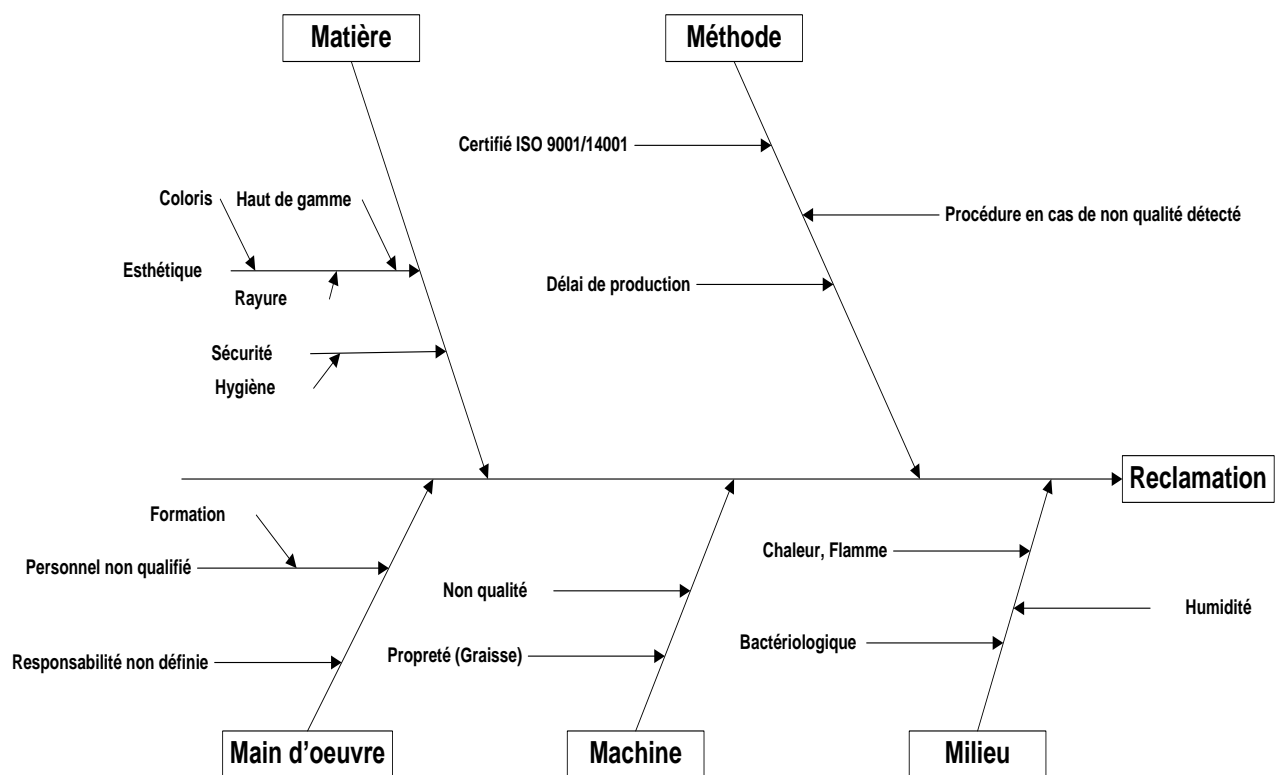 Matière
Méthode
Certifié ISO 9001/14001
Coloris
Haut de gamme
Procédure en cas de non qualité détecté
Esthétique
Rayure
Délai de production
Sécurité
Hygiène
Reclamation
Formation
Chaleur, Flamme
Personnel non qualifié
Non qualité
Humidité
Bactériologique
Propreté (Graisse)
Responsabilité non définie
Main d'oeuvre
Machine
Milieu